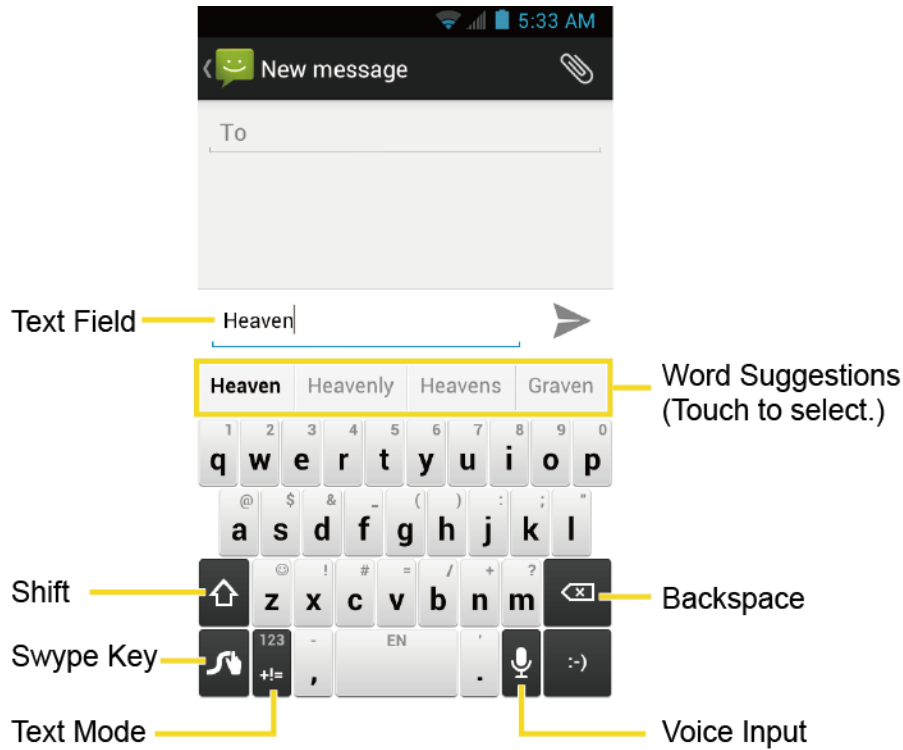 5:33 AM
New message
To
Text Field
Heaven
Heaven Heavenly Heavens Graven
Word Suggestions
(Touch to select.)
1 2 3 4 5 6 7 8 9 0
q w e r t y u i o p
@ $ & _ ( ) : ; "
a s d f g h j k l
! # = / + ?
Shift
z x c v b n m
Backspace
Swype Key
123 - EN '
+!= , . :-)
Text Mode
Voice Input